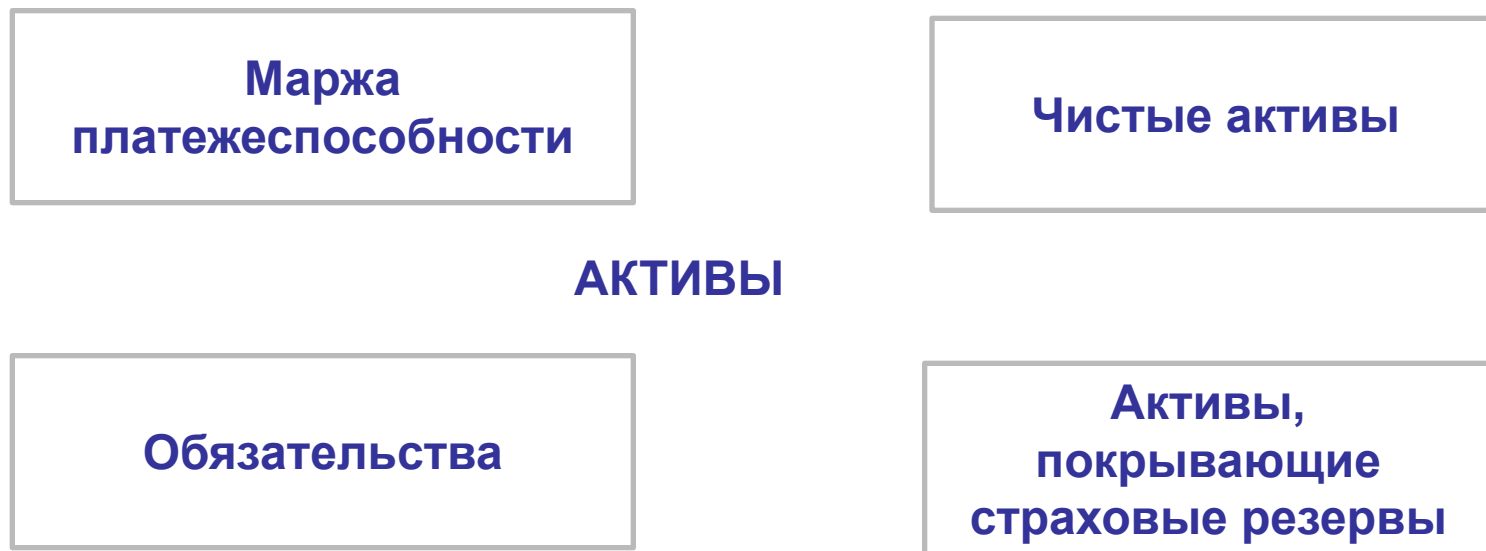 Маржа
платежеспособности
Чистые активы
АКТИВЫ
Обязательства
Активы,
покрывающие
страховые резервы